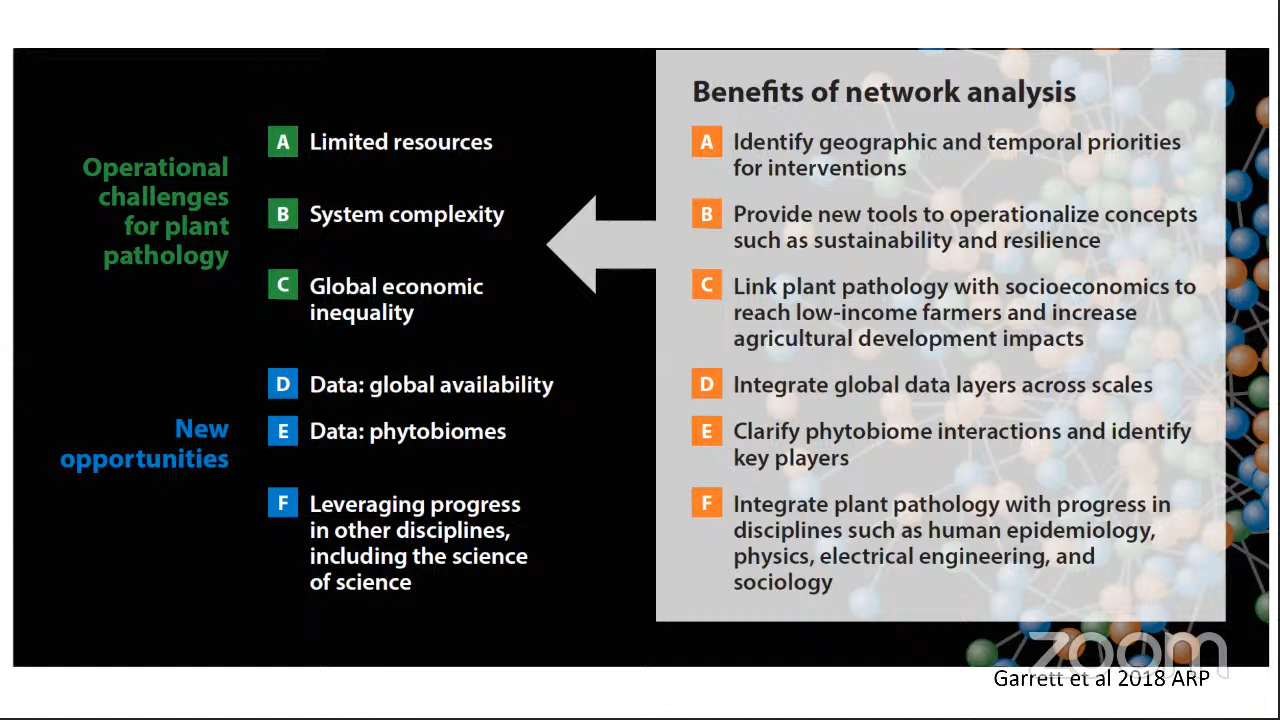 Operational
challenges
for plant
pathology
A Limited resources
B System complexity
C Global economic
inequality
New
opportunities
D Data: global availability
E Data: phytobiomes
F Leveraging progress
in other disciplines,
including the science
of science
Benefits of network analysis
A Identify geographic and temporal priorities
for interventions
B Provide new tools to operationalize concepts
such as sustainability and resilience
C Link plant pathology with socioeconomics to
reach low-income farmers and increase
agricultural development impacts
D Integrate global data layers across scales
E Clarify phytobiome interactions and identify
key players
F Integrate plant pathology with progress in
disciplines such as human epidemiology,
physics, electrical engineering, and
sociology
zoom
Garrett et al 2018 ARP